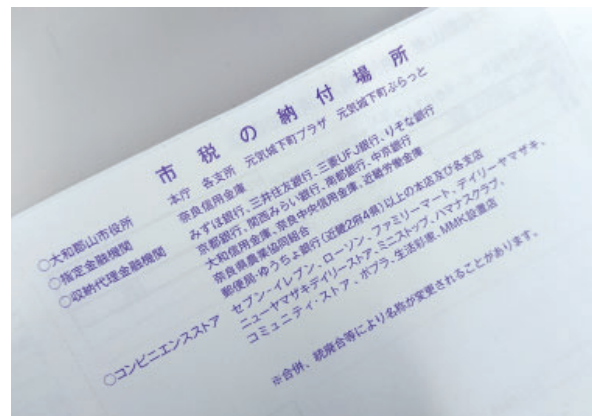 市税の納付場所
○大和郡山市役所 本庁 各支所 元気城下町プラザ 元気城下町ぷらっと
○指定金融機関 奈良信用金庫
○収納代理金融機関 みずほ銀行、三井住友銀行、三菱UFJ銀行、りそな銀行
京都銀行、関西みらい銀行、南都銀行、中京銀行
大和信用金庫、奈良中央信用金庫、近畿労働金庫
奈良県農業協同組合
郵便局・ゆうちょ銀行(近畿2府4県)以上の本店及び各支店
○コンビニエンスストア セブン-イレブン、ローソン、ファミリーマート、デイリーヤマザキ、
ニューヤマザキデイリーストア、ミニストップ、ハマナスクラブ、
コミュニティ・ストア、ポプラ、生活彩家、MMK設置店
※合併、統廃合等により名称が変更されることがあります。